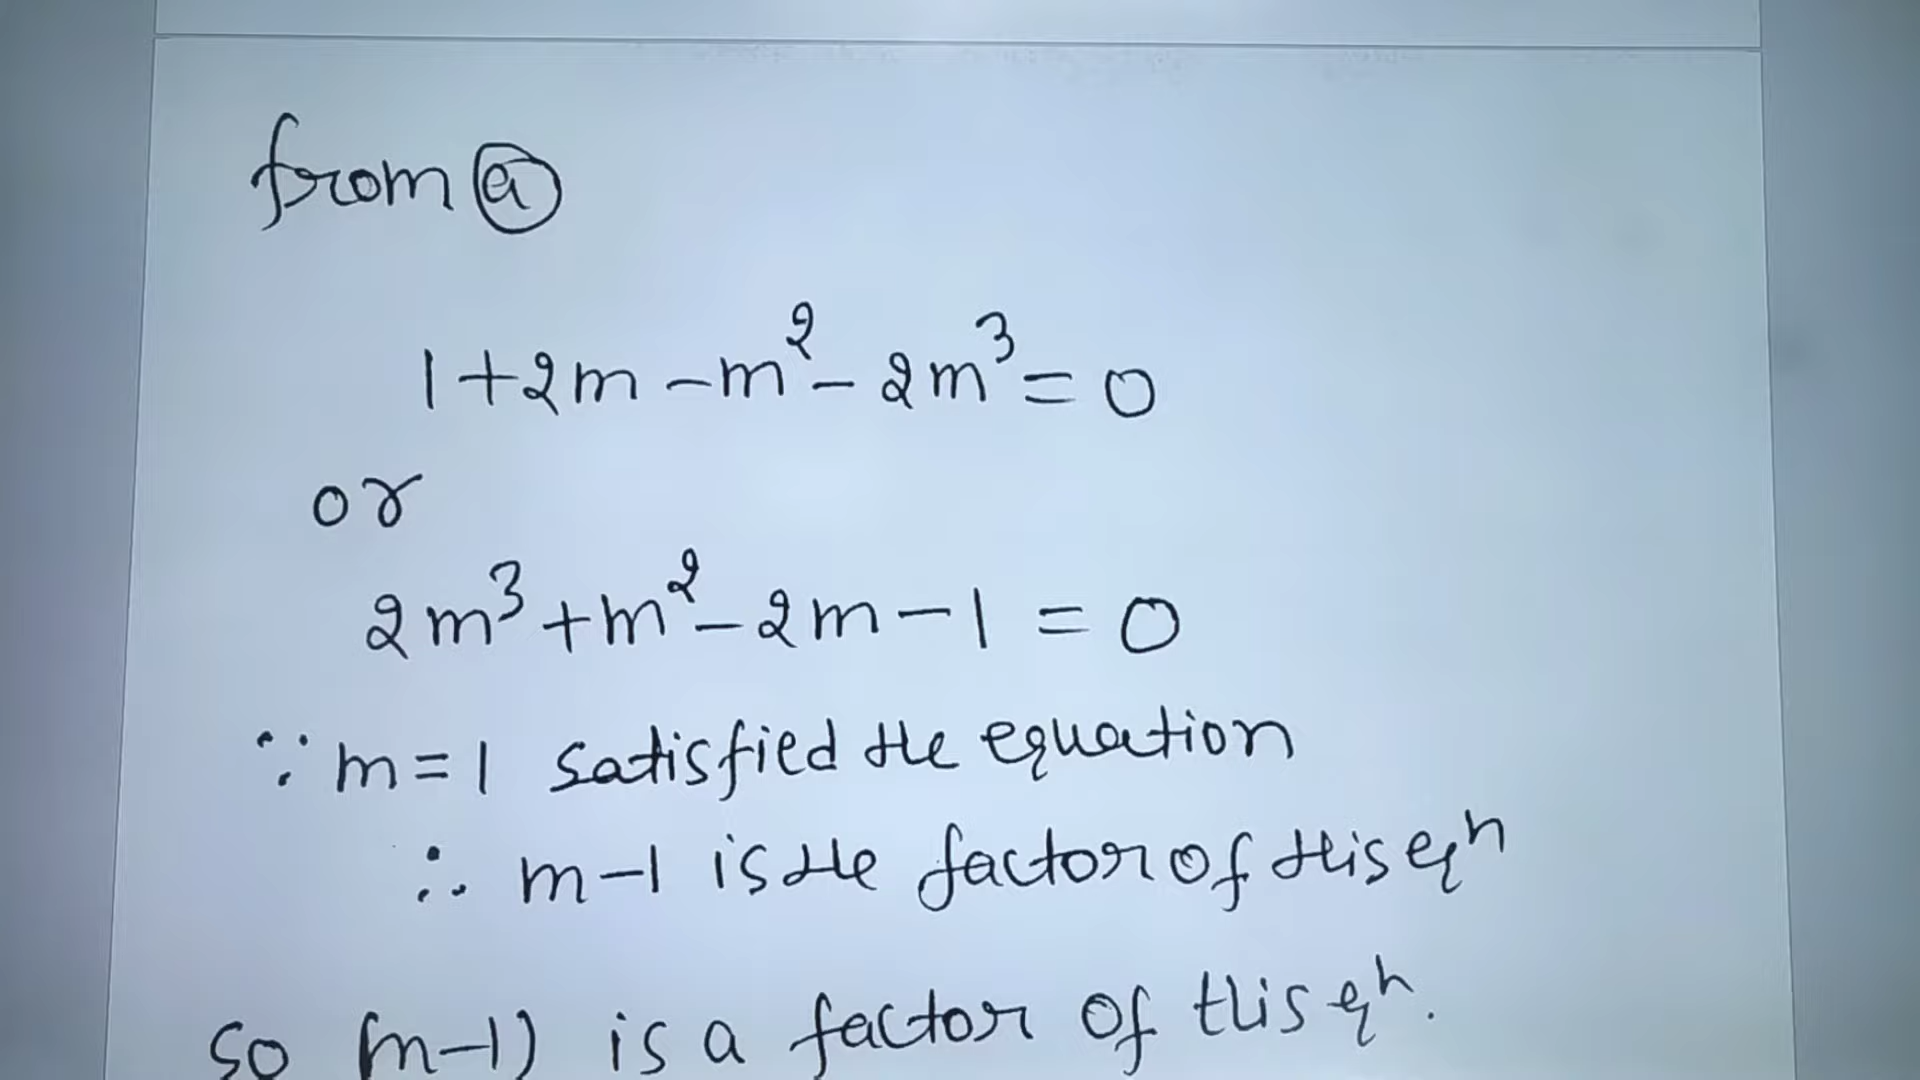 from ⓐ
1+2m-m²-2m³=0
or
2m³+m²-2m-1=0
∵ m=1 satisfied the equation
∴ m-1 is the factor of this eqⁿ
so (m-1) is a factor of this eqⁿ.